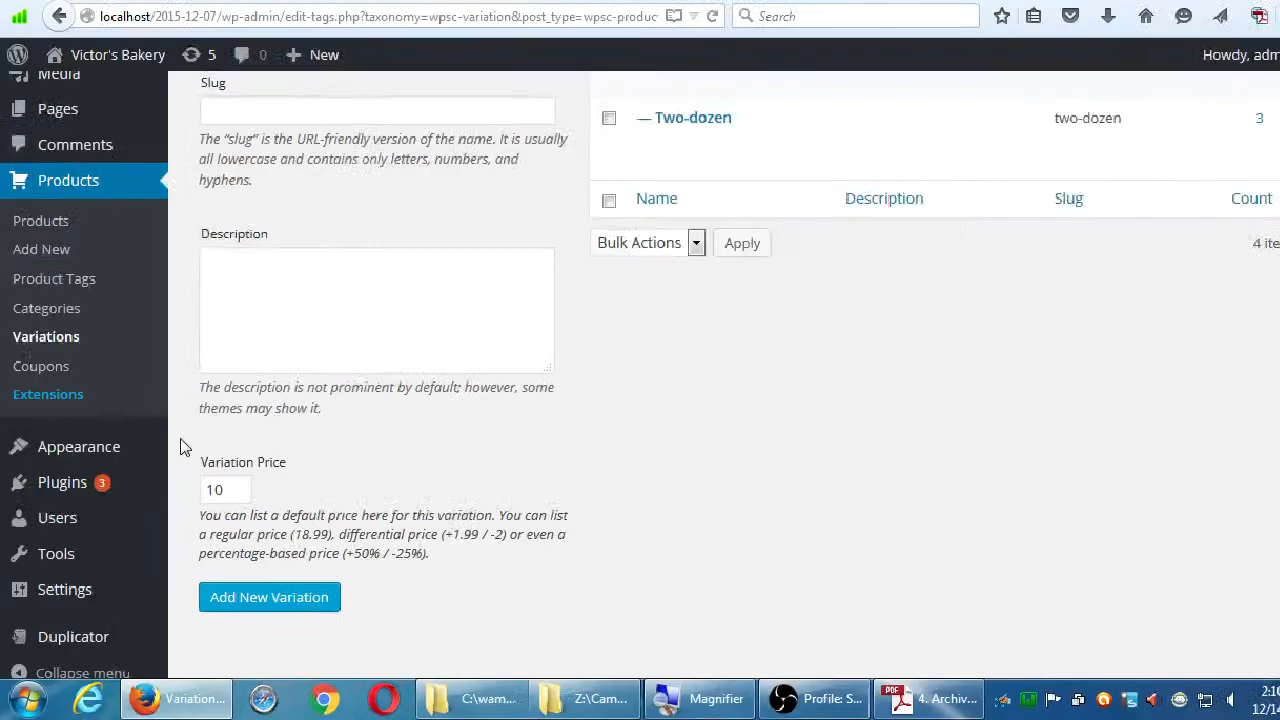 localhost/2015-12-07/wp-admin/edit-tags.php?taxonomy=wpsc-variation&post_type=wpsc-produc
Search
Victor's Bakery
5
0
New
Howdy, adm
Media
Pages
Comments
Products
Products
Add New
Product Tags
Categories
Variations
Coupons
Extensions
Appearance
Plugins 3
Users
Tools
Settings
Duplicator
Collapse menu
Slug
The “slug” is the URL-friendly version of the name. It is usually
all lowercase and contains only letters, numbers, and
hyphens.
Description
The description is not prominent by default; however, some
themes may show it.
Variation Price
10
You can list a default price here for this variation. You can list
a regular price (18.99), differential price (+1.99 / -2) or even a
percentage-based price (+50% / -25%).
Add New Variation
— Two-dozen two-dozen 3
Name Description Slug Count
Bulk Actions Apply 4 ite
Variation...
C:\wam...
Z:\Cam...
Magnifier
Profile: S...
PDF
4. Archiv...
2:10
12/14